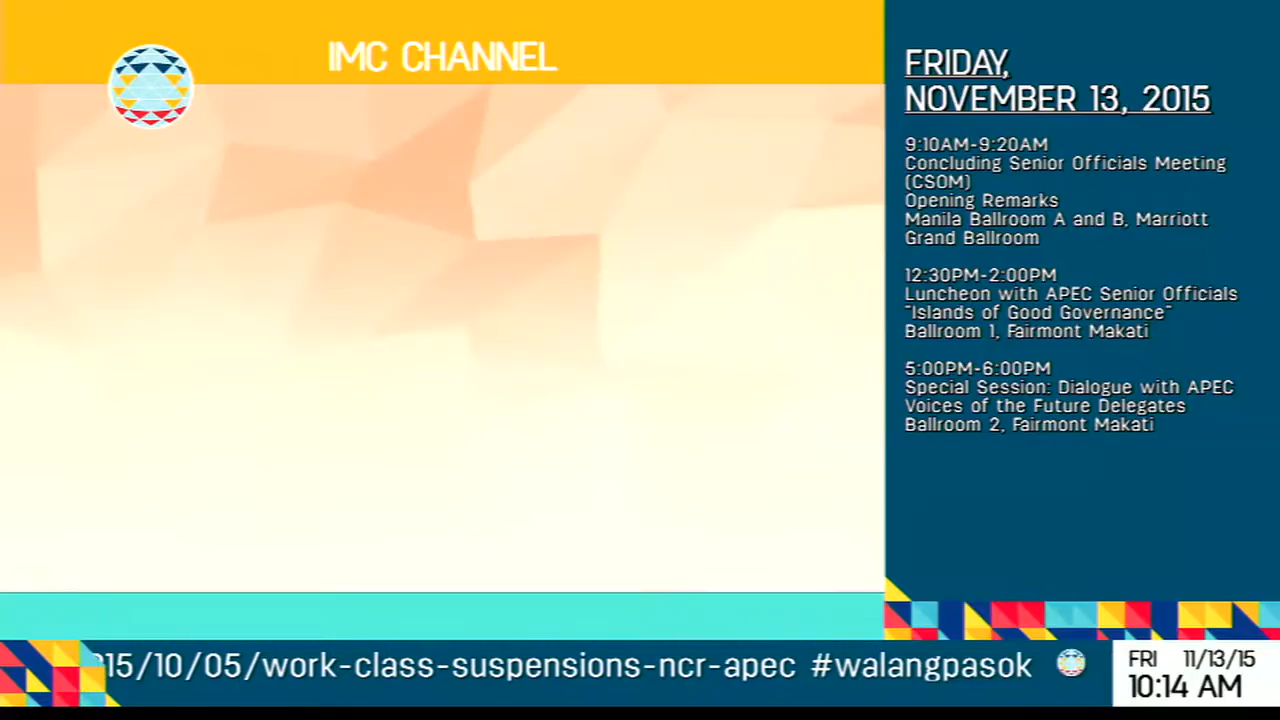 IMC CHANNEL
FRIDAY,
NOVEMBER 13, 2015
9:10AM-9:20AM
Concluding Senior Officials Meeting
(CSOM)
Opening Remarks
Manila Ballroom A and B, Marriott
Grand Ballroom
12:30PM-2:00PM
Luncheon with APEC Senior Officials
"Islands of Good Governance"
Ballroom 1, Fairmont Makati
5:00PM-6:00PM
Special Session: Dialogue with APEC
Voices of the Future Delegates
Ballroom 2, Fairmont Makati
15/10/05/work-class-suspensions-ncr-apec #walangpasok
FRI 11/13/15
10:14 AM